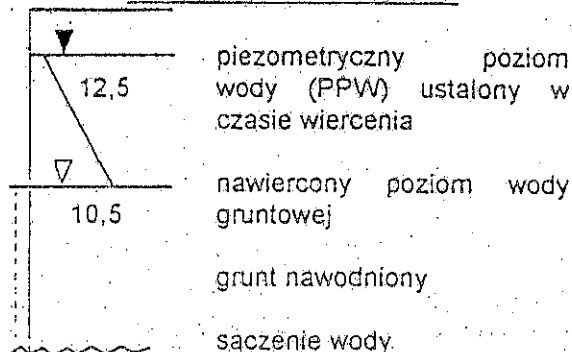 12,5
piezometryczny poziom
wody (PPW) ustalony w
czasie wiercenia
10,5
nawiercony poziom wody
gruntowej
grunt nawodniony
sączenie wody